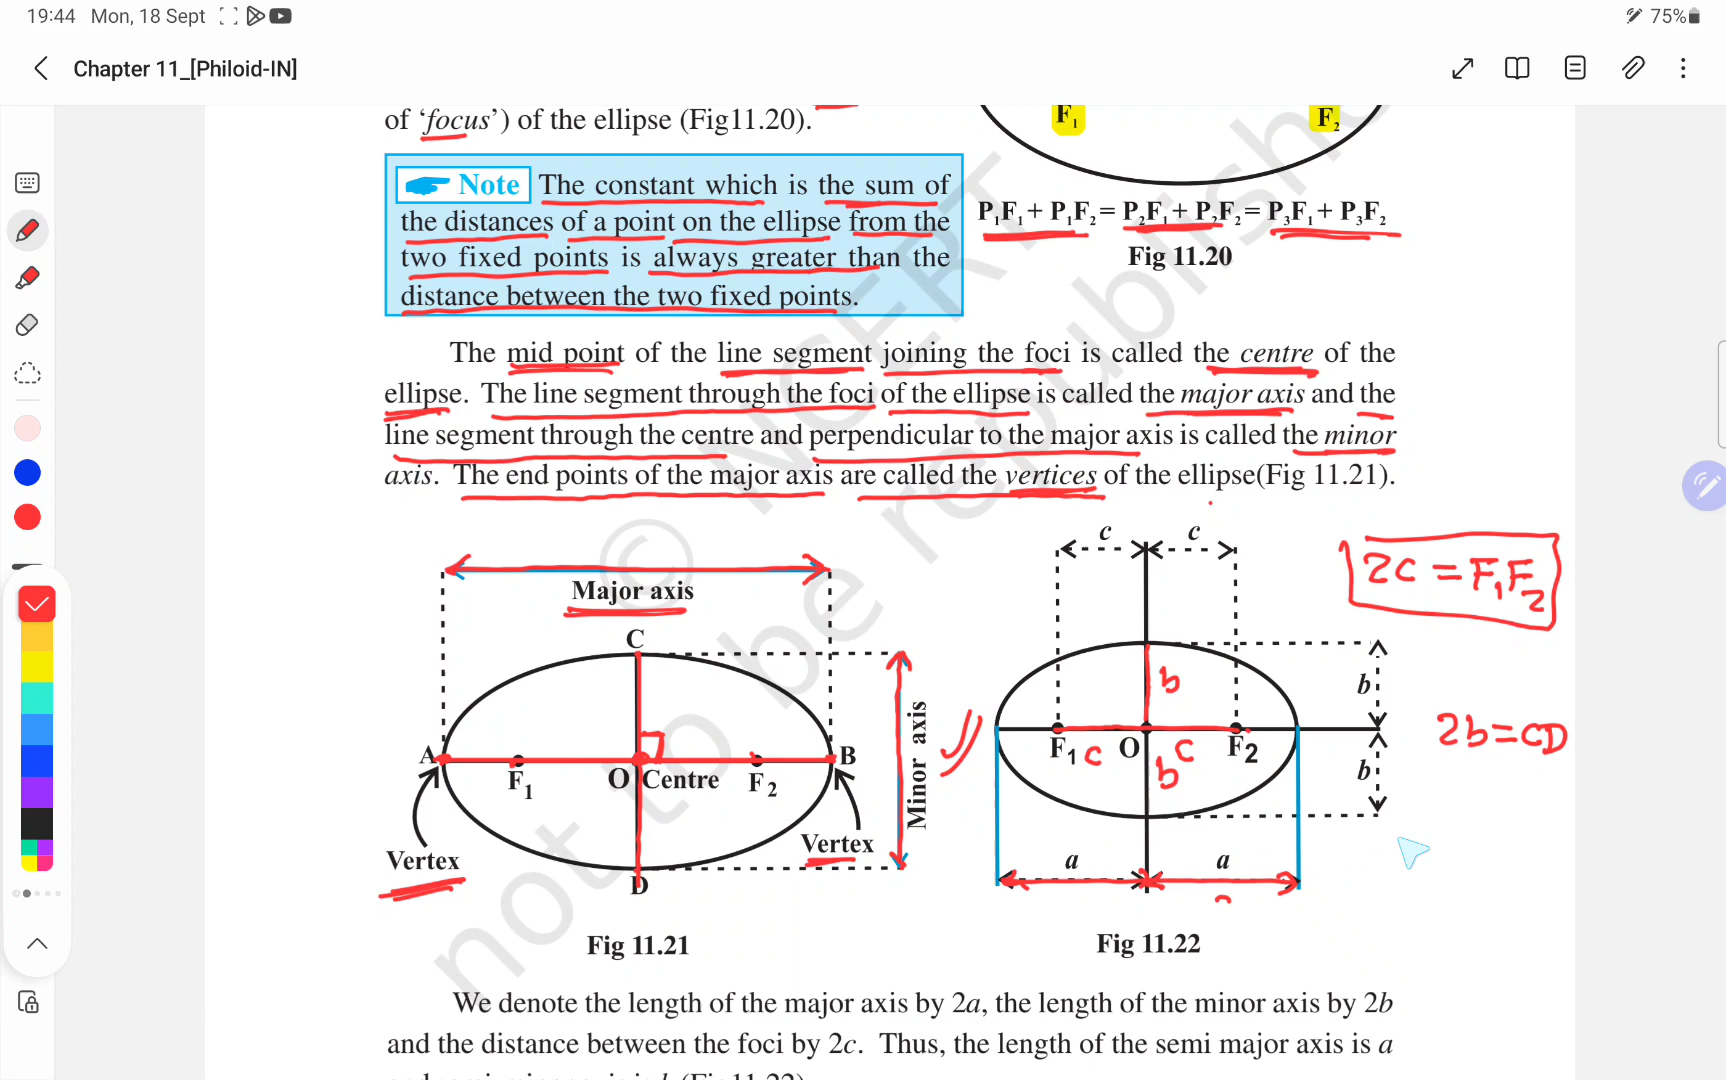 19:44 Mon, 18 Sept
75%
Chapter 11_[Philoid-IN]
of ‘focus’) of the ellipse (Fig11.20).
F1
F2
Note The constant which is the sum of
the distances of a point on the ellipse from the
two fixed points is always greater than the
distance between the two fixed points.
P1F1 + P1F2 = P2F1 + P2F2 = P3F1 + P3F2
Fig 11.20
The mid point of the line segment joining the foci is called the centre of the
ellipse. The line segment through the foci of the ellipse is called the major axis and the
line segment through the centre and perpendicular to the major axis is called the minor
axis. The end points of the major axis are called the vertices of the ellipse(Fig 11.21).
© NCERT
not to be republished
Major axis
C
A
F1
O
Centre
F2
B
Vertex
Vertex
D
Minor axis
Fig 11.21
c
c
2C = F1F2
b
b
2b=CD
F1
C
O
C
F2
b
b
a
a
Fig 11.22
We denote the length of the major axis by 2a, the length of the minor axis by 2b
and the distance between the foci by 2c. Thus, the length of the semi major axis is a